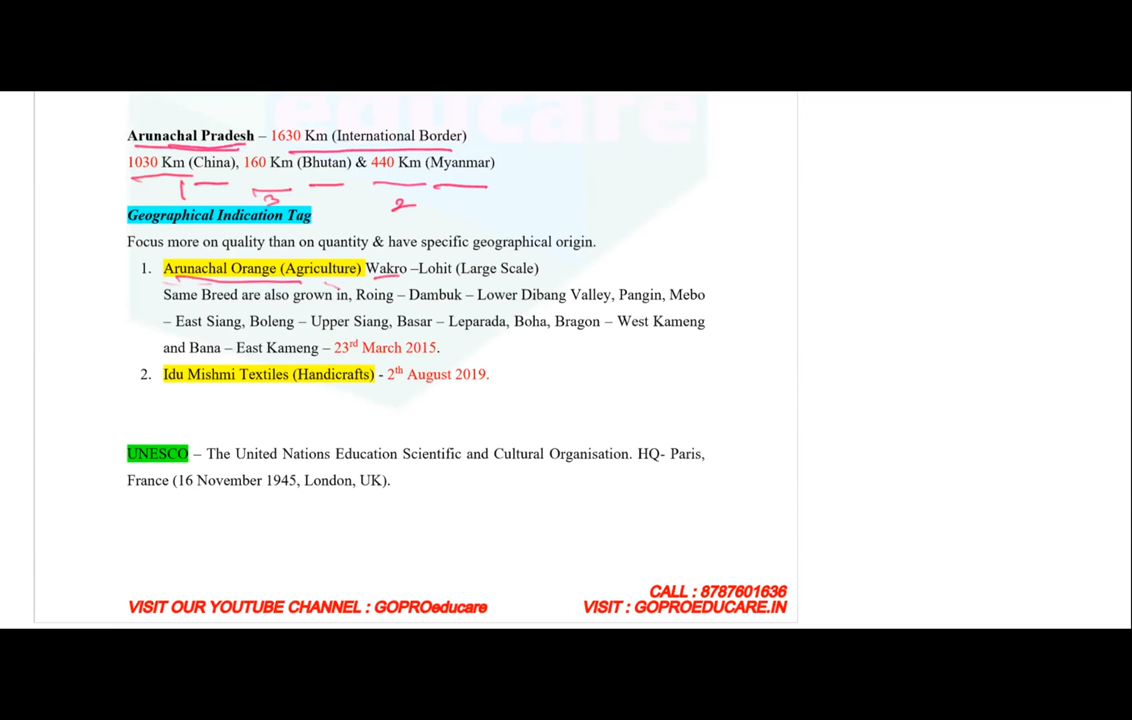 educare
Arunachal Pradesh – 1630 Km (International Border)
1030 Km (China), 160 Km (Bhutan) & 440 Km (Myanmar)
1 3 2
Geographical Indication Tag
Focus more on quality than on quantity & have specific geographical origin.
1. Arunachal Orange (Agriculture) Wakro –Lohit (Large Scale)
Same Breed are also grown in, Roing – Dambuk – Lower Dibang Valley, Pangin, Mebo
– East Siang, Boleng – Upper Siang, Basar – Leparada, Boha, Bragon – West Kameng
and Bana – East Kameng – 23rd March 2015.
2. Idu Mishmi Textiles (Handicrafts) - 2th August 2019.
UNESCO – The United Nations Education Scientific and Cultural Organisation. HQ- Paris,
France (16 November 1945, London, UK).
CALL : 8787601636
VISIT OUR YOUTUBE CHANNEL : GOPROeducare VISIT : GOPROEDUCARE.IN